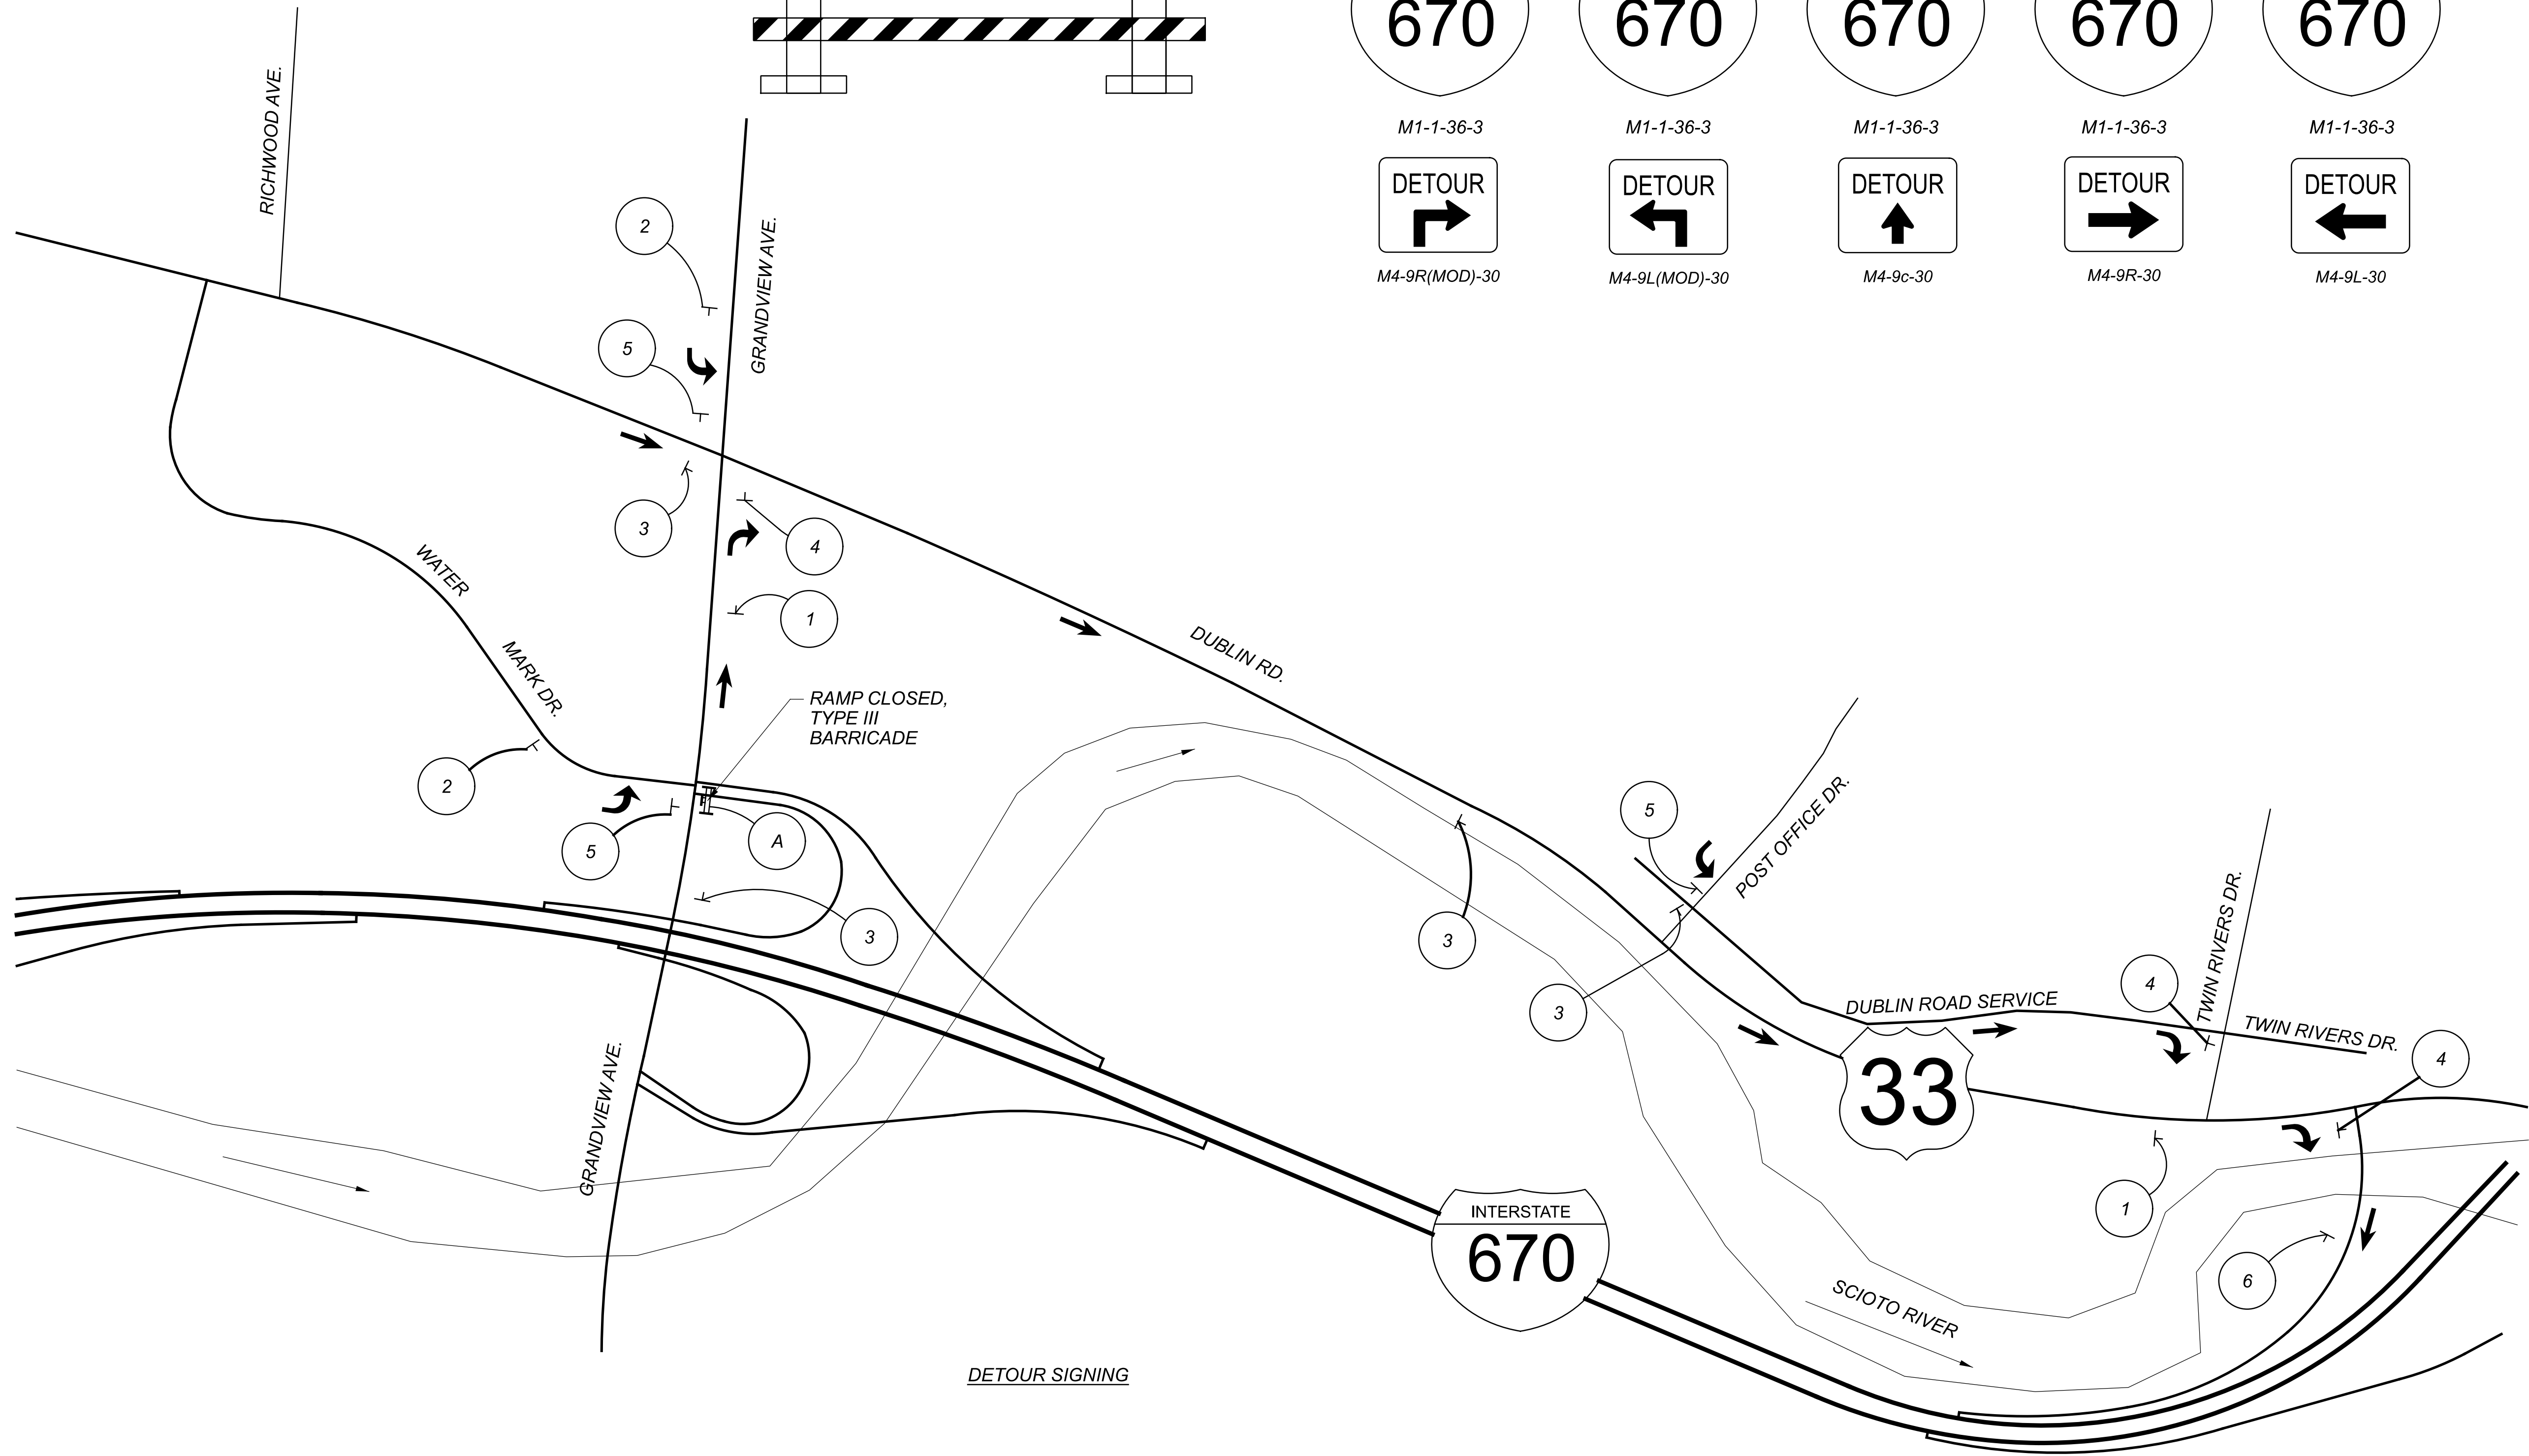 670 670 670 670 670
M1-1-36-3 M1-1-36-3 M1-1-36-3 M1-1-36-3 M1-1-36-3
DETOUR DETOUR DETOUR DETOUR DETOUR
M4-9R(MOD)-30 M4-9L(MOD)-30 M4-9c-30 M4-9R-30 M4-9L-30
RICHWOOD AVE.
GRANDVIEW AVE.
2
5
3
4
1
WATER
MARK DR.
DUBLIN RD.
RAMP CLOSED,
TYPE III
BARRICADE
2
5
A
3
5
POST OFFICE DR.
3
3
DUBLIN ROAD SERVICE
4
TWIN RIVERS DR.
TWIN RIVERS DR.
4
33
1
GRANDVIEW AVE.
INTERSTATE
670
6
SCIOTO RIVER
DETOUR SIGNING